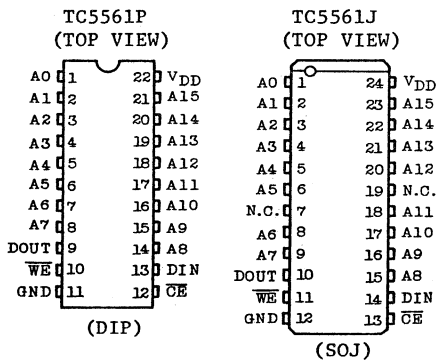 TC5561P
(TOP VIEW)
A0 1 22 VDD
A1 2 21 A15
A2 3 20 A14
A3 4 19 A13
A4 5 18 A12
A5 6 17 A11
A6 7 16 A10
A7 8 15 A9
DOUT 9 14 A8
W̅E̅ 10 13 DIN
GND 11 12 C̅E̅
(DIP)
TC5561J
(TOP VIEW)
A0 1 24 VDD
A1 2 23 A15
A2 3 22 A14
A3 4 21 A13
A4 5 20 A12
A5 6 19 N.C.
N.C. 7 18 A11
A6 8 17 A10
A7 9 16 A9
DOUT 10 15 A8
W̅E̅ 11 14 DIN
GND 12 13 C̅E̅
(SOJ)